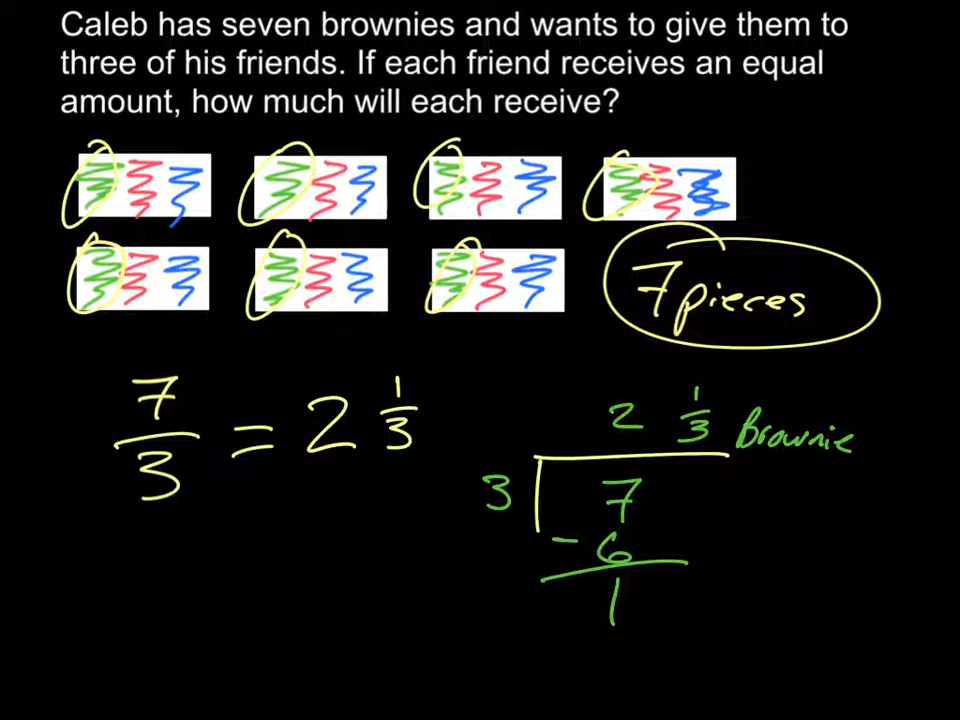 Caleb has seven brownies and wants to give them to
three of his friends. If each friend receives an equal
amount, how much will each receive?
7 pieces
7/3 = 2 1/3
2 1/3 Brownie
3 7
- 6
1